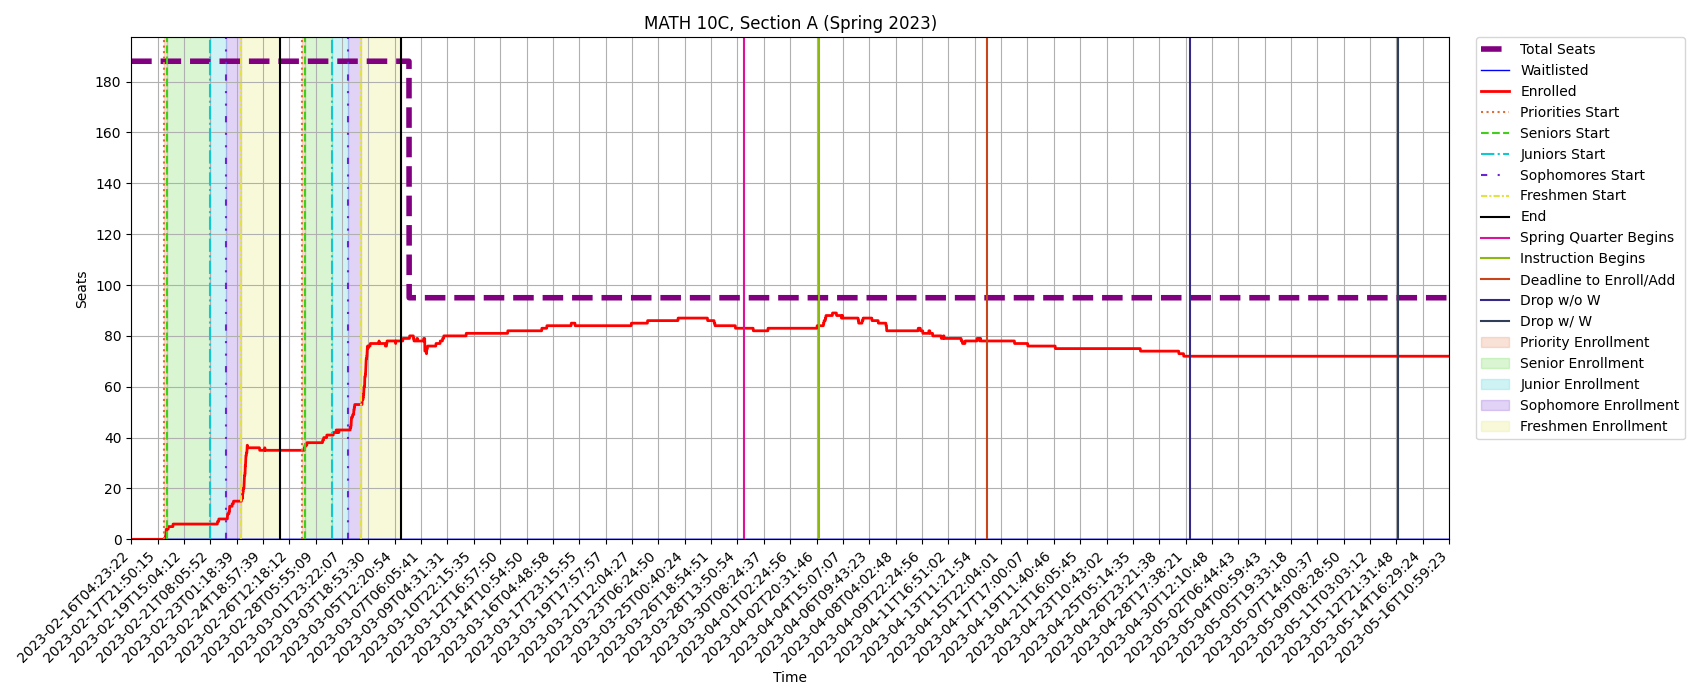 MATH 10C, Section A (Spring 2023)
Seats
180
160
140
120
100
80
60
40
20
0
2023-02-16T04:23:22
2023-02-17T21:50:15
2023-02-19T15:04:12
2023-02-21T08:05:52
2023-02-23T01:18:39
2023-02-24T18:57:39
2023-02-26T12:18:12
2023-02-28T05:55:09
2023-03-01T23:22:07
2023-03-03T18:53:30
2023-03-05T12:20:54
2023-03-07T06:05:41
2023-03-09T04:31:31
2023-03-10T22:15:35
2023-03-12T16:57:50
2023-03-14T10:54:50
2023-03-16T04:48:58
2023-03-17T23:15:55
2023-03-19T17:57:57
2023-03-21T12:04:27
2023-03-23T06:24:50
2023-03-25T00:40:24
2023-03-26T18:54:51
2023-03-28T13:50:54
2023-03-30T08:24:37
2023-04-01T02:24:56
2023-04-02T20:31:46
2023-04-04T15:07:07
2023-04-06T09:43:23
2023-04-08T04:02:48
2023-04-09T22:24:56
2023-04-11T16:51:02
2023-04-13T11:21:54
2023-04-15T22:04:01
2023-04-17T17:00:07
2023-04-19T11:40:46
2023-04-21T16:05:45
2023-04-23T10:43:02
2023-04-25T05:14:35
2023-04-26T23:21:38
2023-04-28T17:38:21
2023-04-30T12:10:48
2023-05-02T06:44:43
2023-05-04T00:59:43
2023-05-05T19:33:18
2023-05-07T14:00:37
2023-05-09T08:28:50
2023-05-11T03:03:12
2023-05-12T21:31:48
2023-05-14T16:29:24
2023-05-16T10:59:23
Time
Total Seats
Waitlisted
Enrolled
Priorities Start
Seniors Start
Juniors Start
Sophomores Start
Freshmen Start
End
Spring Quarter Begins
Instruction Begins
Deadline to Enroll/Add
Drop w/o W
Drop w/ W
Priority Enrollment
Senior Enrollment
Junior Enrollment
Sophomore Enrollment
Freshmen Enrollment